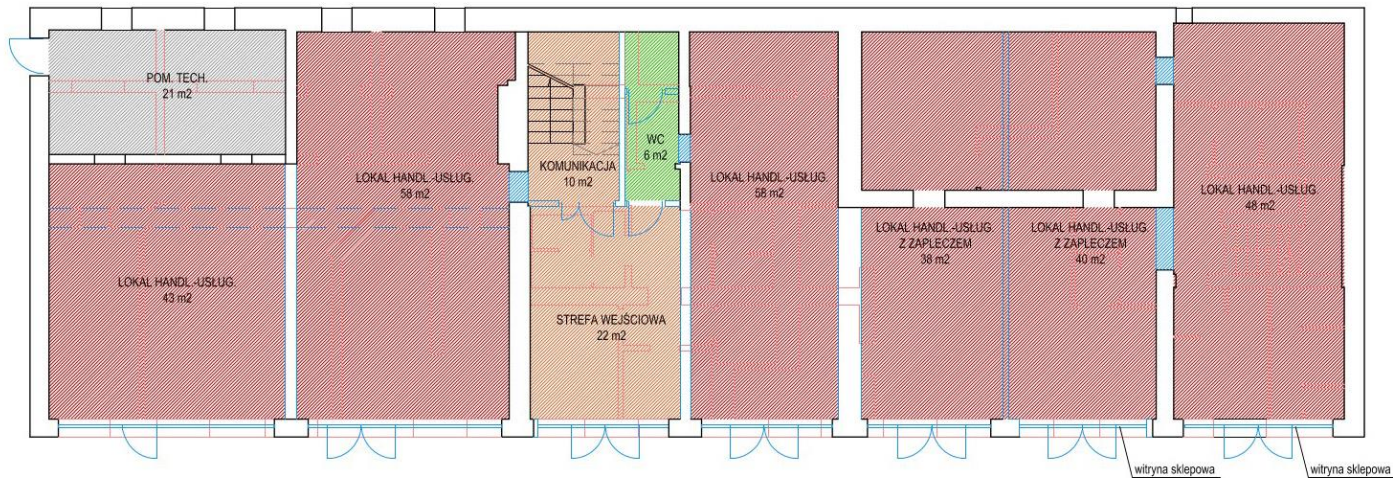 POM. TECH.
21 m2
LOKAL HANDL.-USŁUG.
43 m2
LOKAL HANDL.-USŁUG.
58 m2
KOMUNIKACJA
10 m2
WC
6 m2
STREFA WEJŚCIOWA
22 m2
LOKAL HANDL.-USŁUG.
58 m2
LOKAL HANDL.-USŁUG.
Z ZAPLECZEM
38 m2
LOKAL HANDL.-USŁUG.
Z ZAPLECZEM
40 m2
LOKAL HANDL.-USŁUG.
48 m2
witryna sklepowa
witryna sklepowa